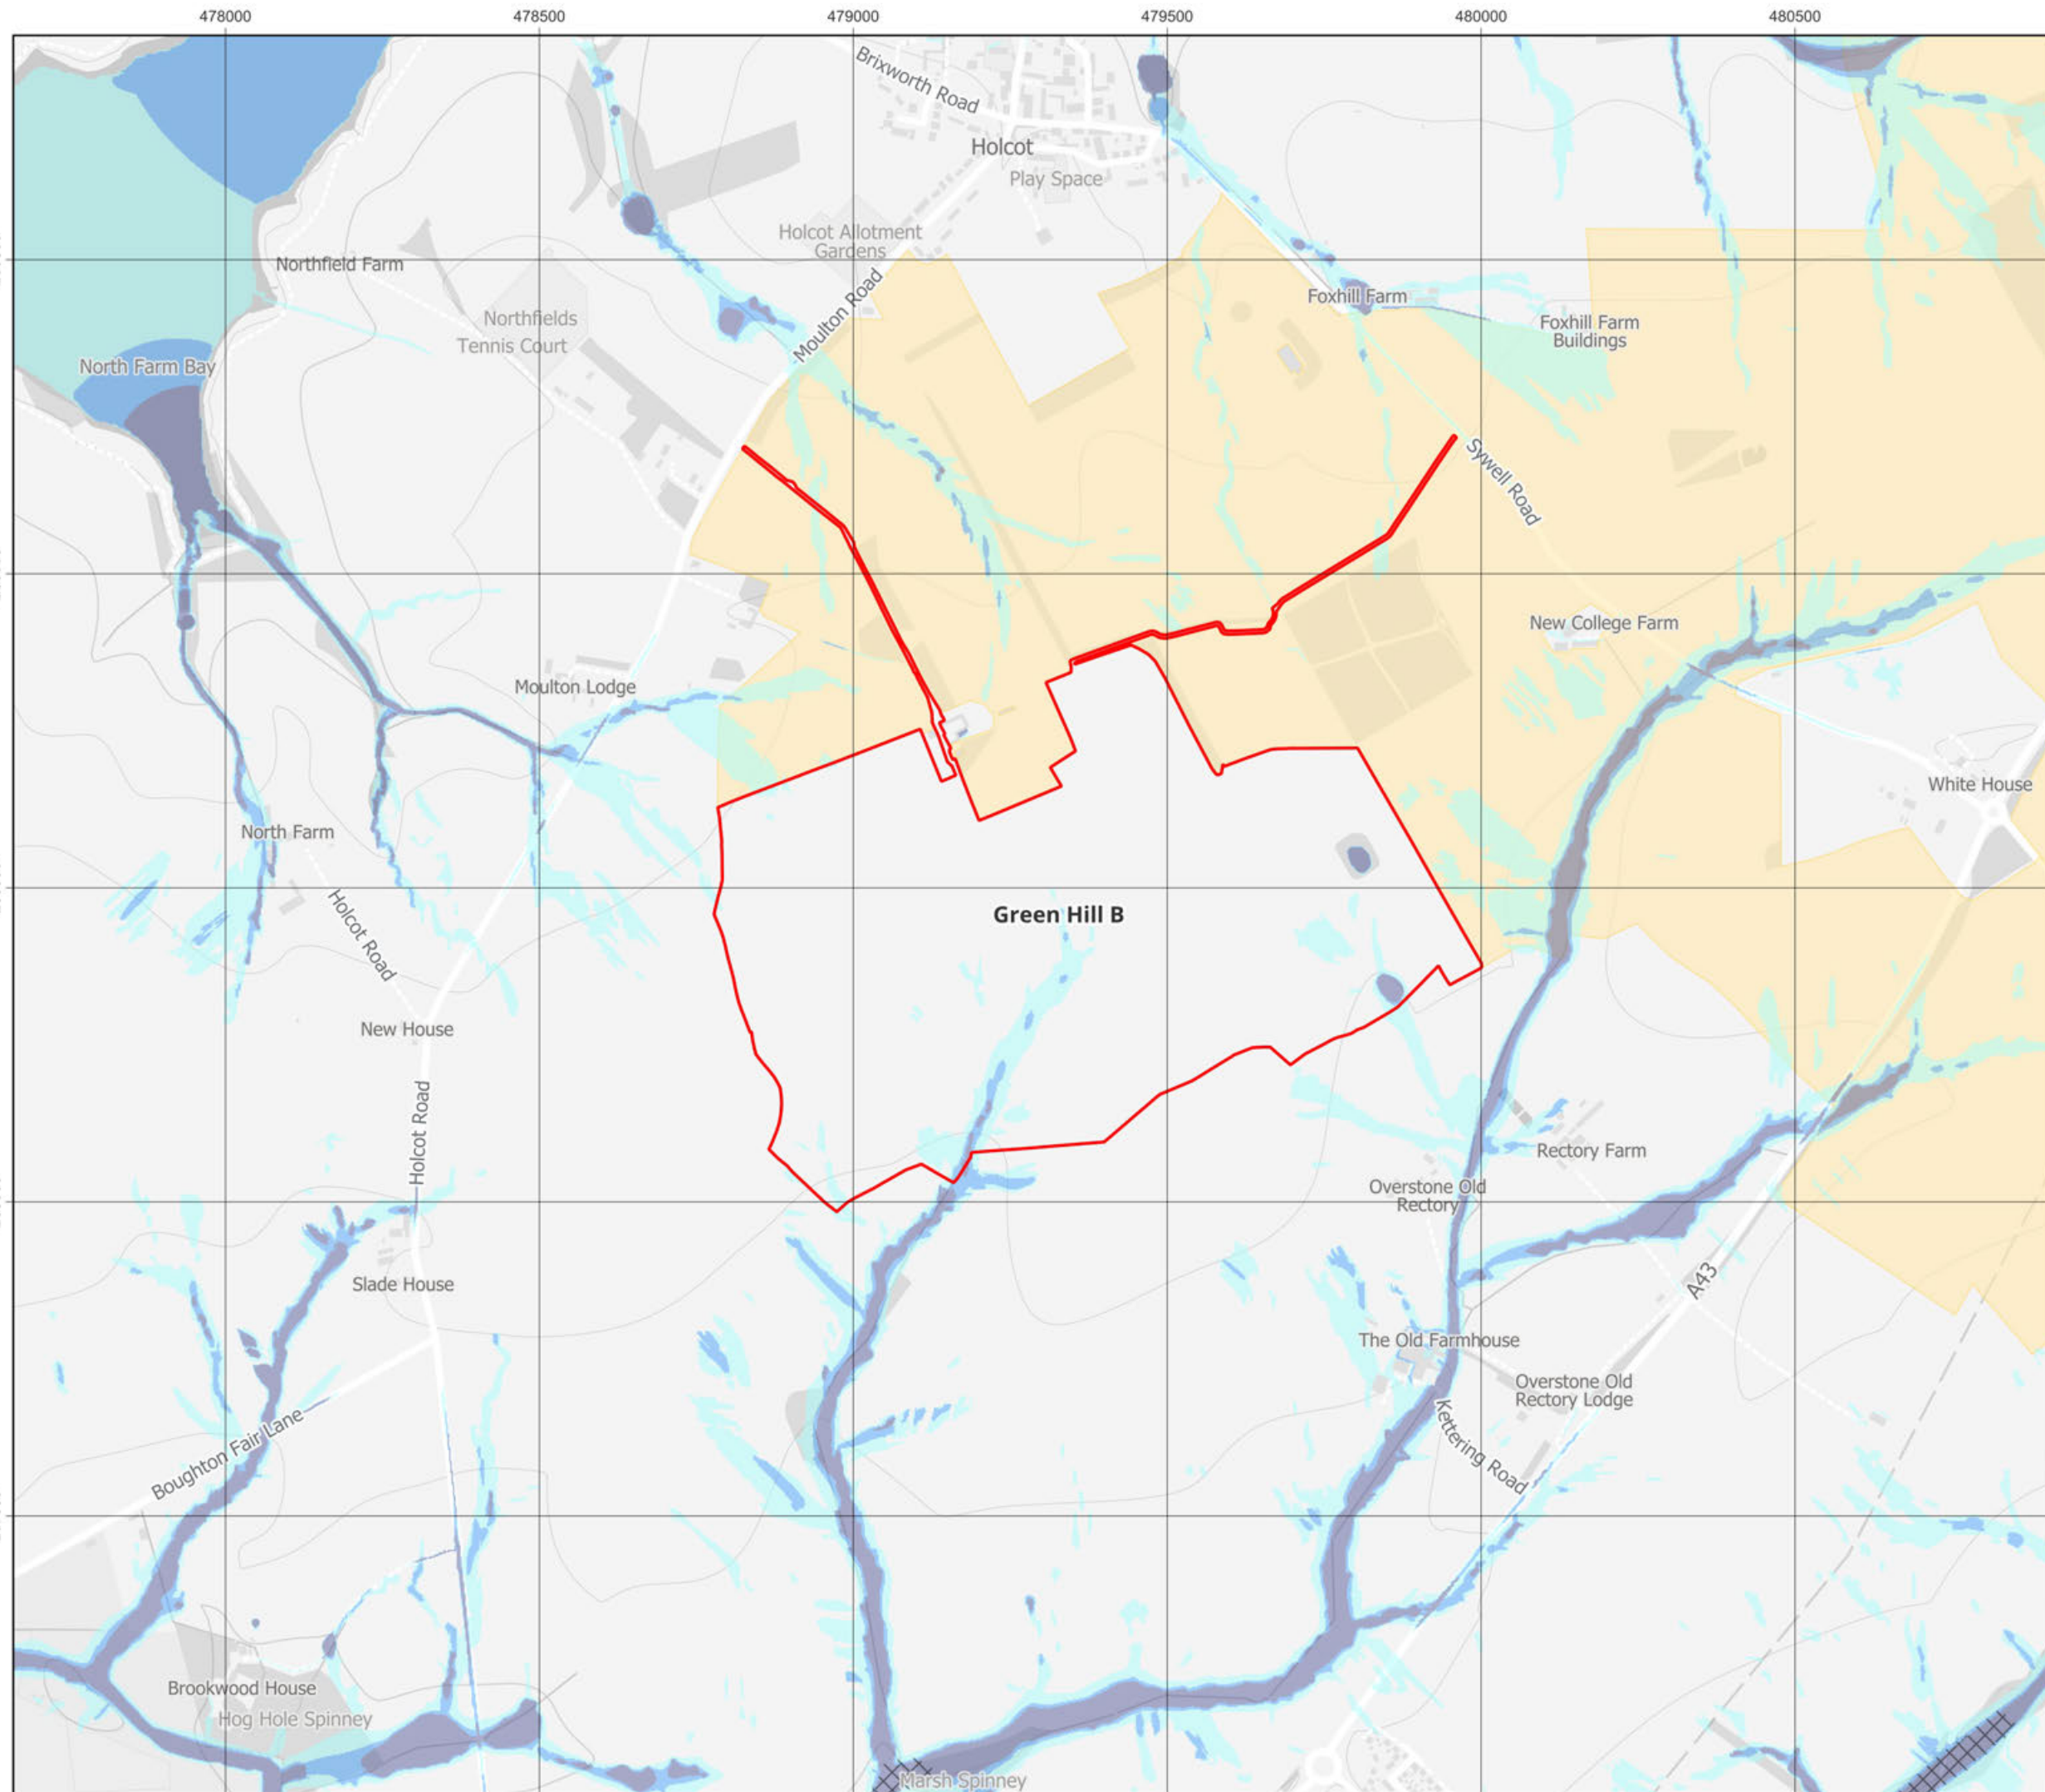 478000
478500
479000
479500
480000
480500
Brixworth Road
Holcot
Play Space
Holcot Allotment
Gardens
Northfield Farm
Moulton Road
Foxhill Farm
Northfields
Tennis Court
Foxhill Farm
Buildings
North Farm Bay
Sywell Road
New College Farm
Moulton Lodge
White House
North Farm
Green Hill B
Holcot Road
New House
Holcot Road
Rectory Farm
Overstone Old
Rectory
Slade House
A43
The Old Farmhouse
Overstone Old
Rectory Lodge
Boughton Fair Lane
Kettering Road
Brookwood House
Hog Hole Spinney
Marsh Spinney